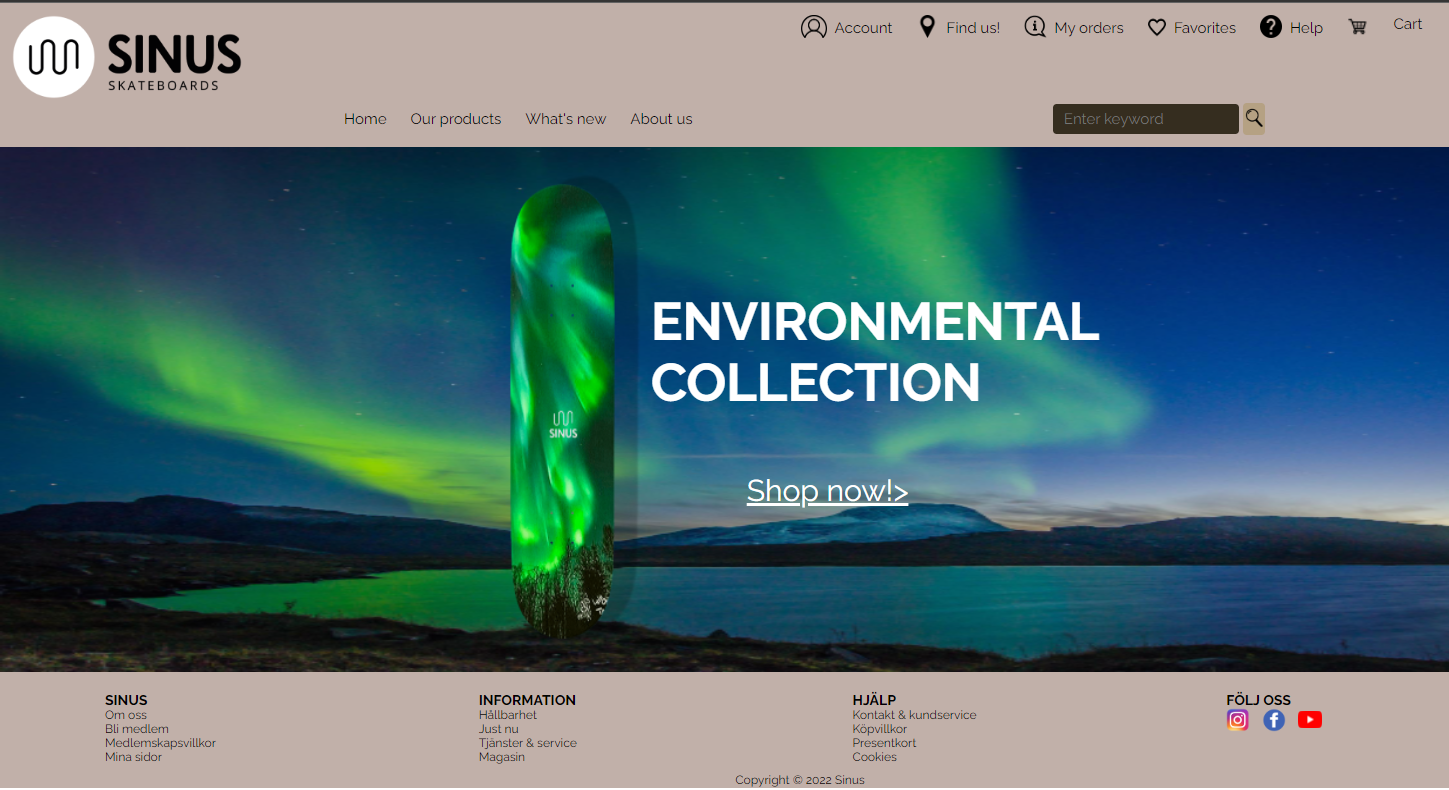 SINUS
SKATEBOARDS
Account
Find us!
My orders
Favorites
Help
Cart
Home
Our products
What's new
About us
Enter keyword
ENVIRONMENTAL
COLLECTION
Shop now!>
SINUS
SINUS
Om oss
Bli medlem
Medlemskapsvillkor
Mina sidor
INFORMATION
Hållbarhet
Just nu
Tjänster & service
Magasin
HJÄLP
Kontakt & kundservice
Köpvillkor
Presentkort
Cookies
FÖLJ OSS
Copyright © 2022 Sinus